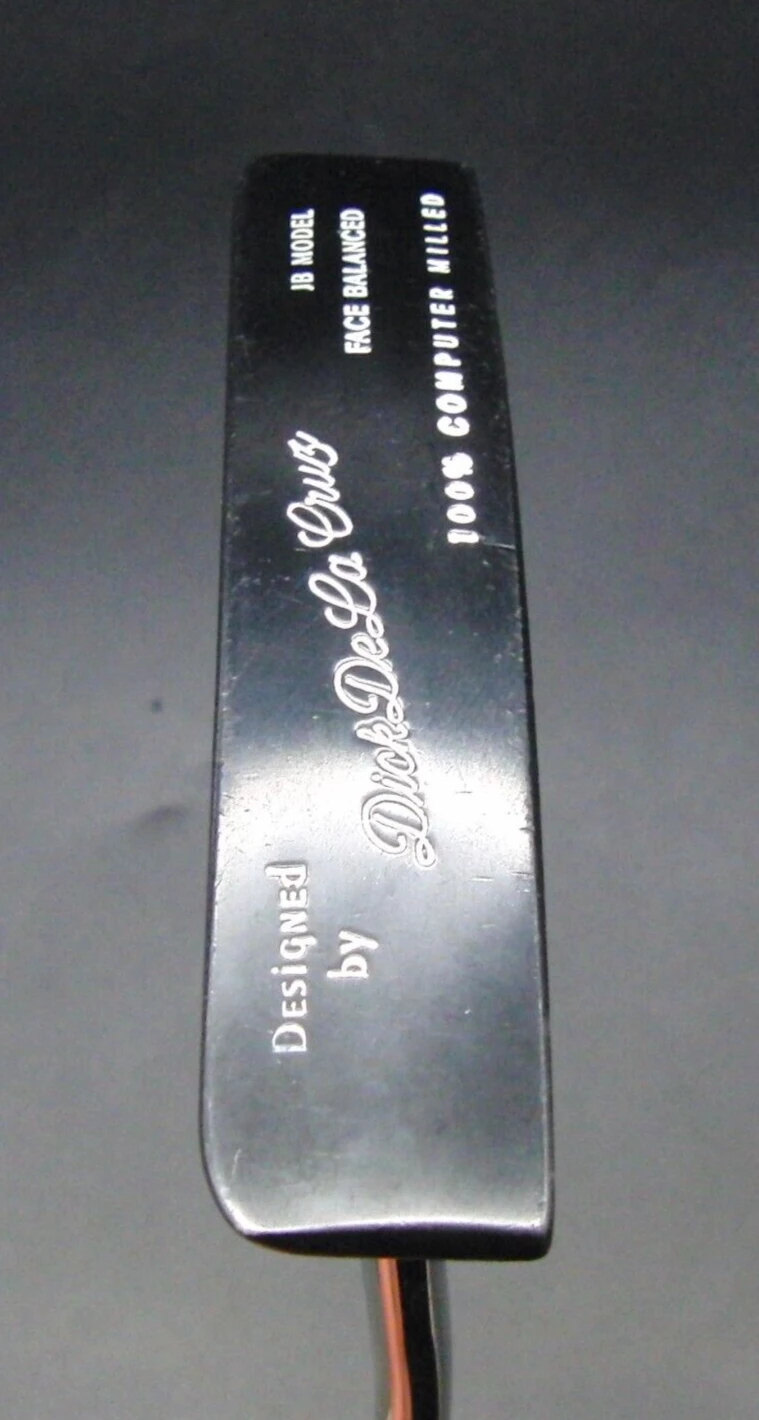 Designed
by
Dick De La Cruz
JB MODEL
FACE BALANCED
100% COMPUTER MILLED